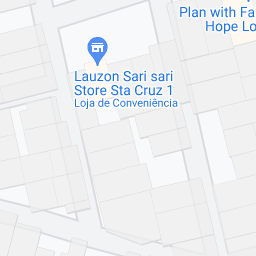 Plan with Fa
Hope Lo
Lauzon Sari sari
Store Sta Cruz 1
Loja de Conveniência